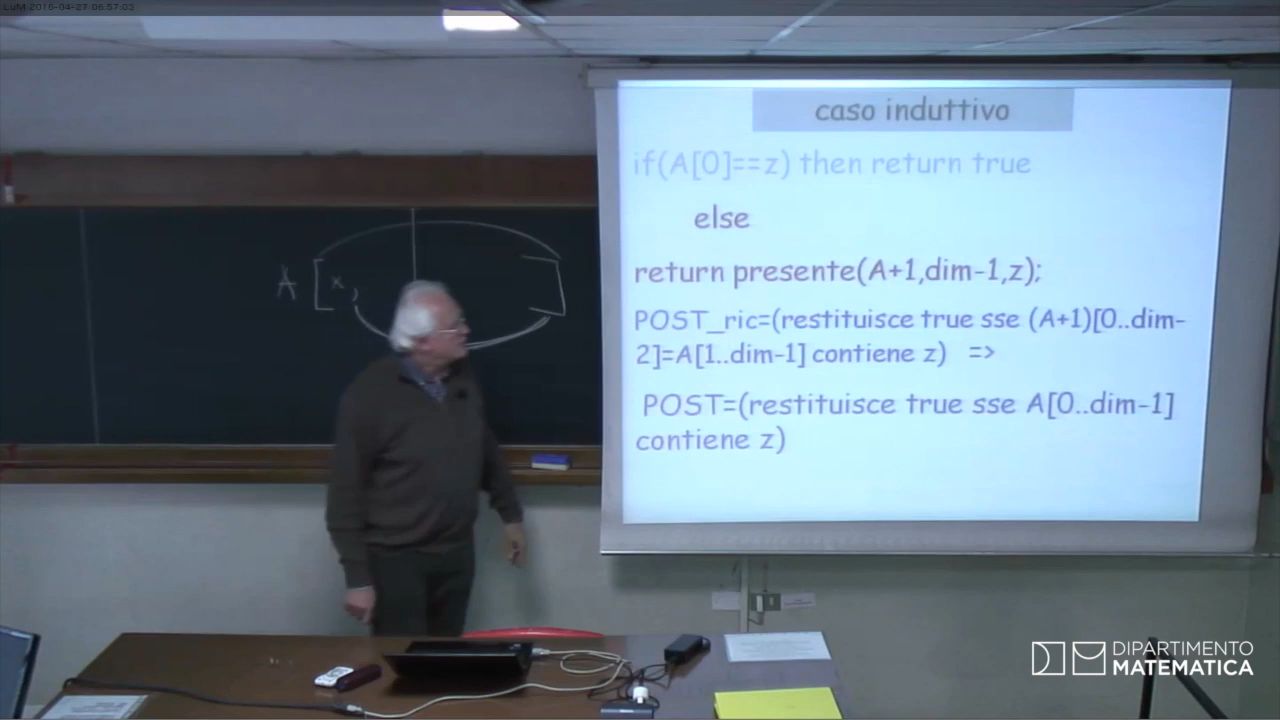 LuM 2016-04-27 06:57:03
caso induttivo
if(A[0]==z) then return true
else
return presente(A+1,dim-1,z);
POST_ric=(restituisce true sse (A+1)[0..dim-
2]=A[1..dim-1] contiene z) =>
POST=(restituisce true sse A[0..dim-1]
contiene z)
A [x, ]
DIPARTIMENTO
MATEMATICA